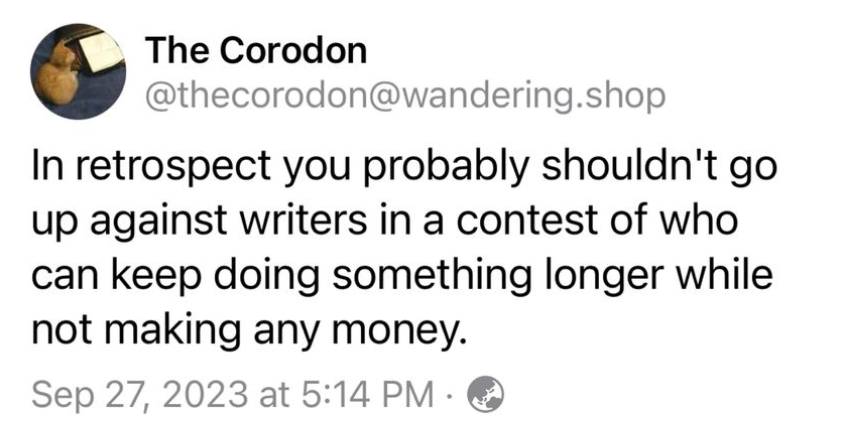 The Corodon
@thecorodon@wandering.shop
In retrospect you probably shouldn't go
up against writers in a contest of who
can keep doing something longer while
not making any money.
Sep 27, 2023 at 5:14 PM ·